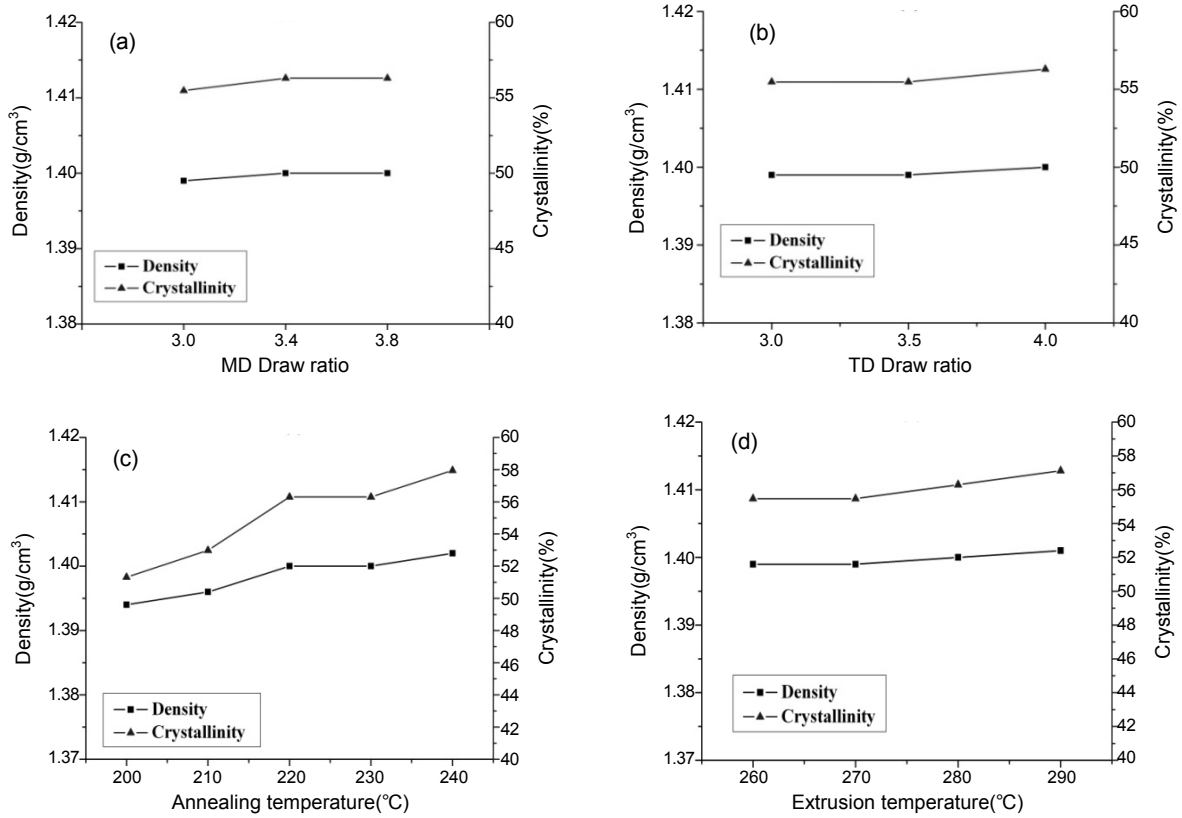 (a)
1.42
1.41
1.40
1.39
1.38
Density(g/cm³)
60
55
50
45
40
Crystallinity(%)
Density
Crystallinity
3.0 3.4 3.8
MD Draw ratio
(b)
1.42
1.41
1.40
1.39
1.38
Density(g/cm³)
60
55
50
45
40
Crystallinity(%)
Density
Crystallinity
3.0 3.5 4.0
TD Draw ratio
(c)
1.42
1.41
1.40
1.39
1.38
1.37
Density(g/cm³)
60
58
56
54
52
50
48
46
44
42
40
Crystallinity(%)
Density
Crystallinity
200 210 220 230 240
Annealing temperature(℃)
(d)
1.42
1.41
1.40
1.39
1.38
1.37
Density(g/cm³)
60
58
56
54
52
50
48
46
44
42
40
Crystallinity(%)
Density
Crystallinity
260 270 280 290
Extrusion temperature(℃)